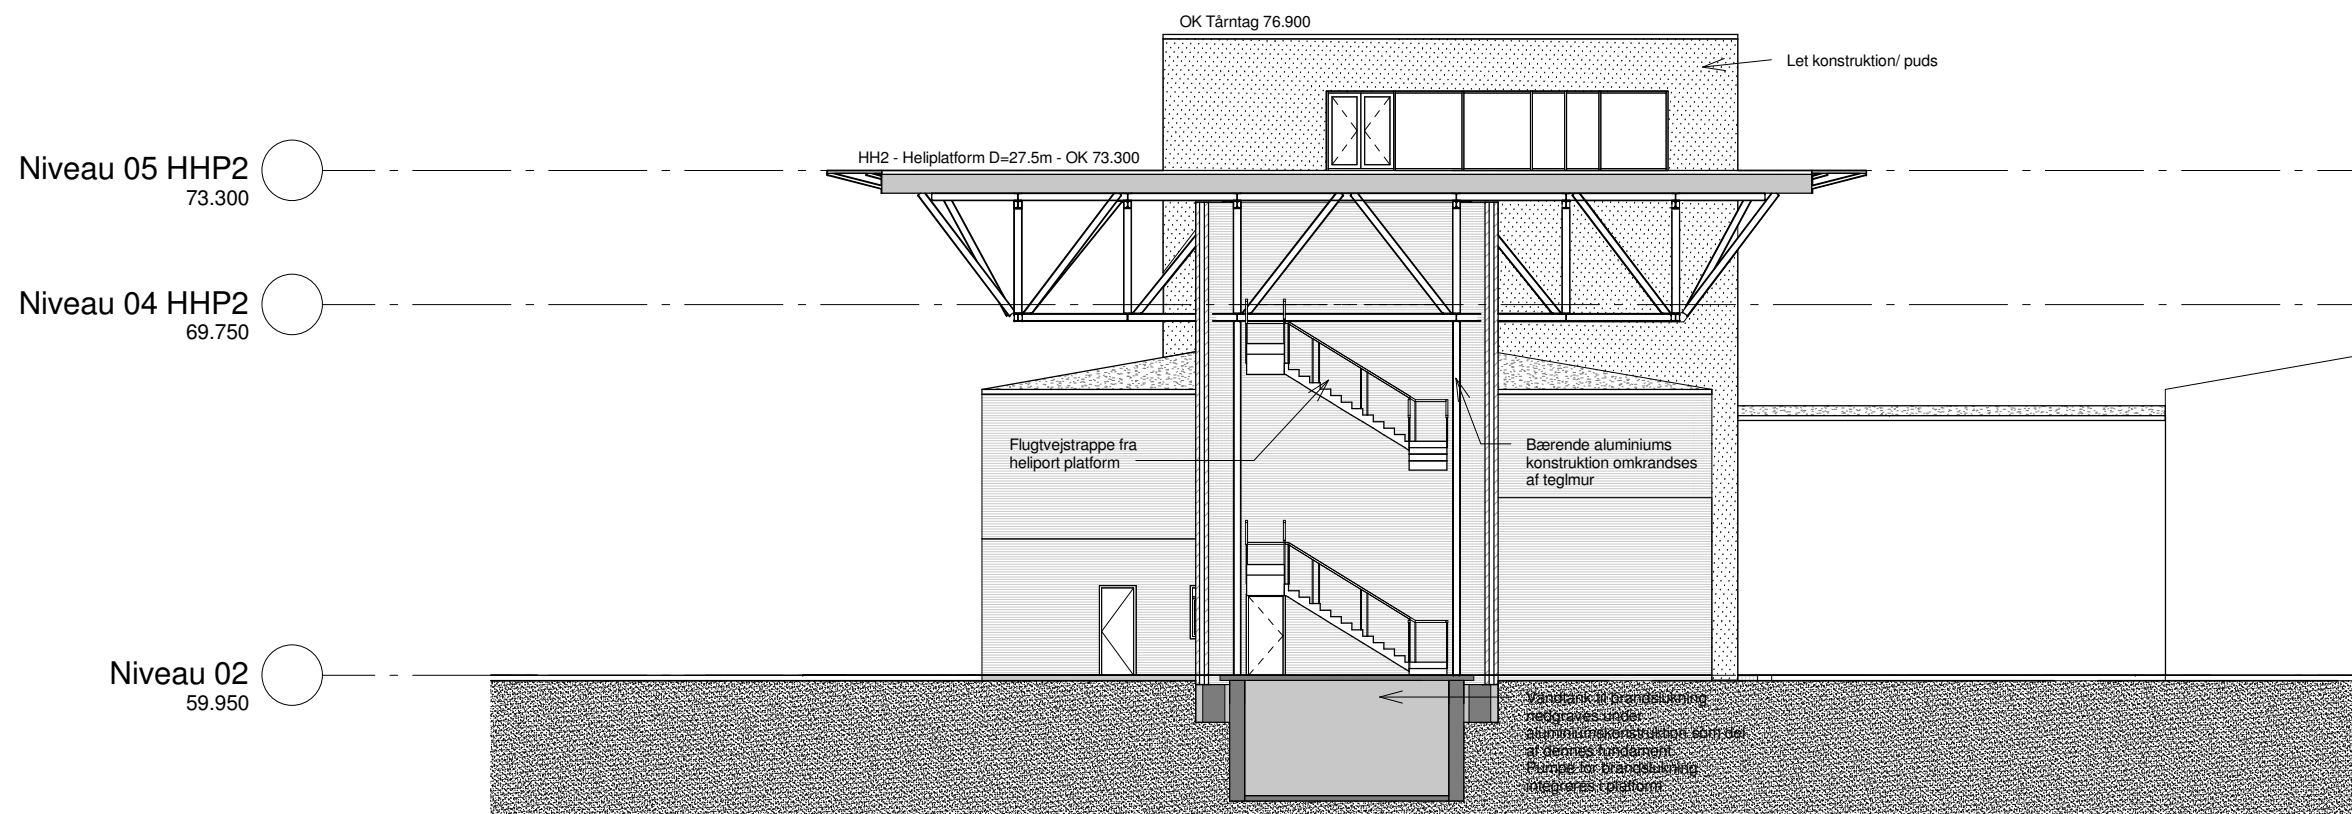 OK Tårntag 76.900
Let konstruktion/ puds
HH2 - Heliplatform D=27.5m - OK 73.300
Niveau 05 HHP2
73.300
Niveau 04 HHP2
69.750
Flugtvejstrappe fra
heliport platform
Bærende aluminiums
konstruktion omkrandses
af teglmur
Niveau 02
59.950
Vandtank til brandslukning
nedgraves under
aluminiumskonstruktion som del
af dennes fundament.
Pumpe for brandslukning
integreres i platform